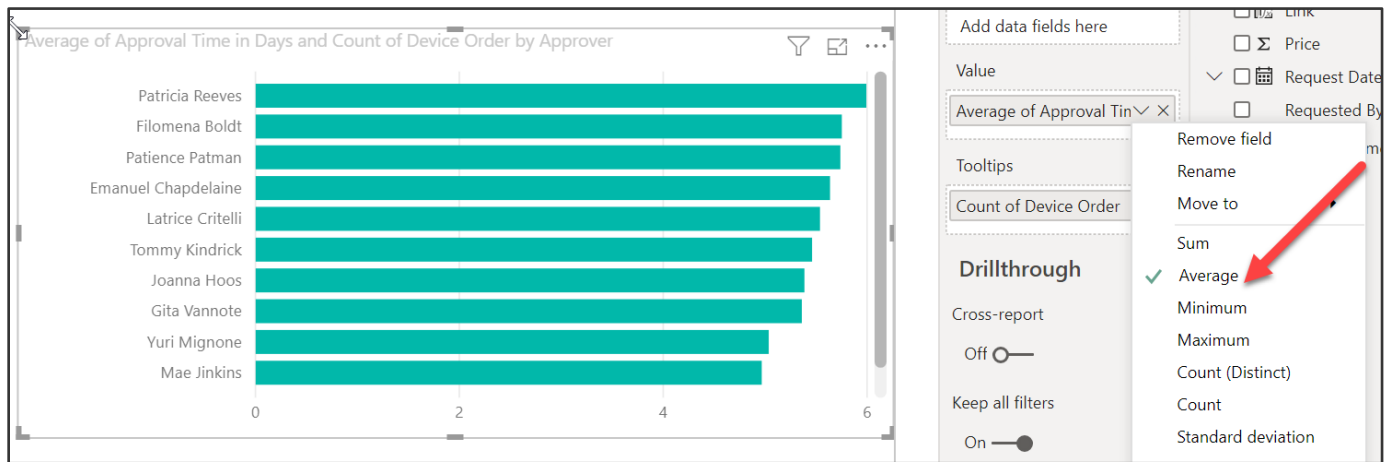 Average of Approval Time in Days and Count of Device Order by Approver
Patricia Reeves
Filomena Boldt
Patience Patman
Emanuel Chapdelaine
Latrice Critelli
Tommy Kindrick
Joanna Hoos
Gita Vannote
Yuri Mignone
Mae Jinkins
0 2 4 6
Add data fields here
Value
Average of Approval Tim
Tooltips
Count of Device Order
Drillthrough
Cross-report
Off
Keep all filters
On
Link
Price
Request Date
Requested By
Remove field
Rename
Move to
Sum
Average
Minimum
Maximum
Count (Distinct)
Count
Standard deviation